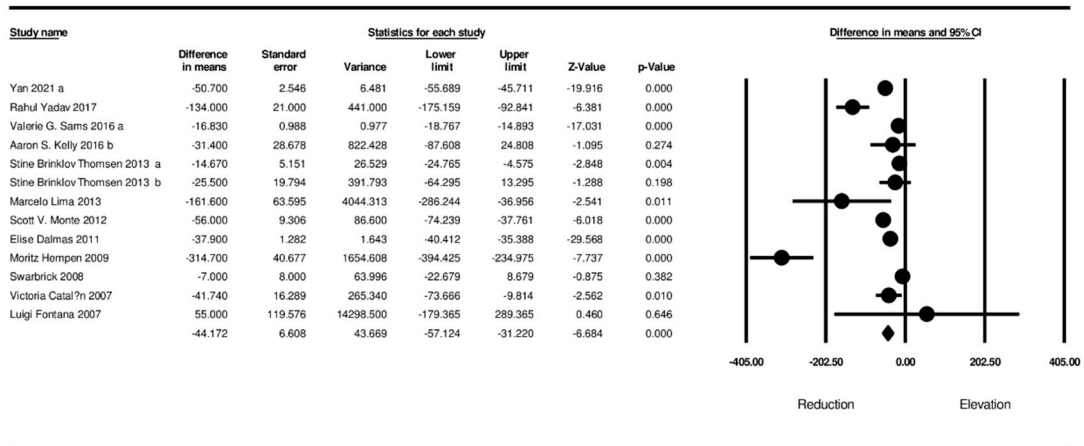 Study name Statistics for each study Difference in means and 95% CI
Difference in means Standard error Variance Lower limit Upper limit Z-Value p-Value
Yan 2021 a -50.700 2.546 6.481 -55.689 -45.711 -19.916 0.000
Rahul Yadav 2017 -134.000 21.000 441.000 -175.159 -92.841 -6.381 0.000
Valerie G. Sams 2016 a -16.830 0.988 0.977 -18.767 -14.893 -17.031 0.000
Aaron S. Kelly 2016 b -31.400 28.678 822.428 -87.608 24.808 -1.095 0.274
Stine Brinklov Thomsen 2013 a -14.670 5.151 26.529 -24.765 -4.575 -2.848 0.004
Stine Brinklov Thomsen 2013 b -25.500 19.794 391.793 -64.295 13.295 -1.288 0.198
Marcelo Lima 2013 -161.600 63.595 4044.313 -286.244 -36.956 -2.541 0.011
Scott V. Monte 2012 -56.000 9.306 86.600 -74.239 -37.761 -6.018 0.000
Elise Dalmas 2011 -37.900 1.282 1.643 -40.412 -35.388 -29.568 0.000
Moritz Hempen 2009 -314.700 40.677 1654.608 -394.425 -234.975 -7.737 0.000
Swarbrick 2008 -7.000 8.000 63.996 -22.679 8.679 -0.875 0.382
Victoria Catal?n 2007 -41.740 16.289 265.340 -73.666 -9.814 -2.562 0.010
Luigi Fontana 2007 55.000 119.576 14298.500 -179.365 289.365 0.460 0.646
-44.172 6.608 43.669 -57.124 -31.220 -6.684 0.000
-405.00 -202.50 0.00 202.50 405.00
Reduction Elevation